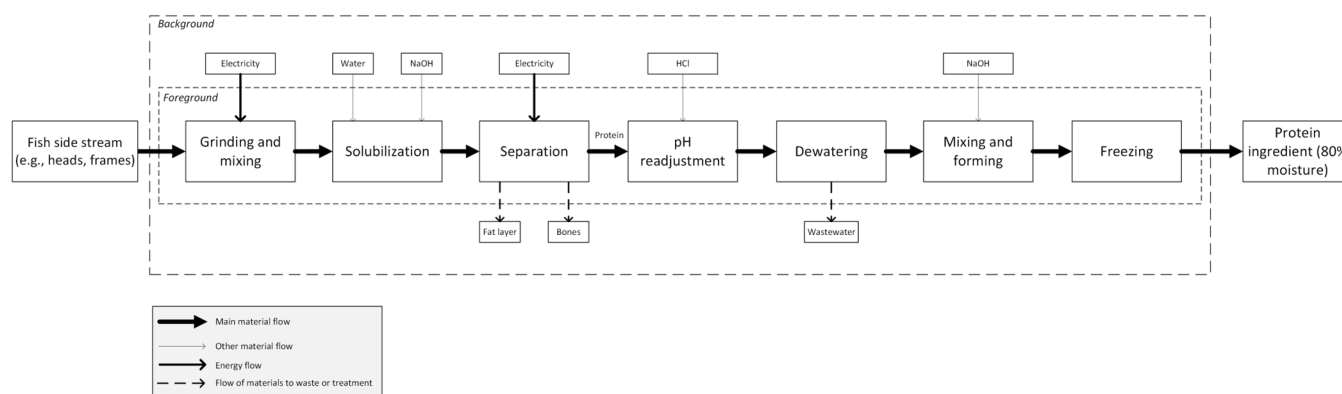 Background
Electricity
Water
NaOH
Electricity
HCl
NaOH
Foreground
Fish side stream
(e.g., heads, frames)
Grinding and
mixing
Solubilization
Separation
Protein
pH
readjustment
Dewatering
Mixing and
forming
Freezing
Protein
ingredient (80%
moisture)
Fat layer
Bones
Wastewater
Main material flow
Other material flow
Energy flow
Flow of materials to waste or treatment